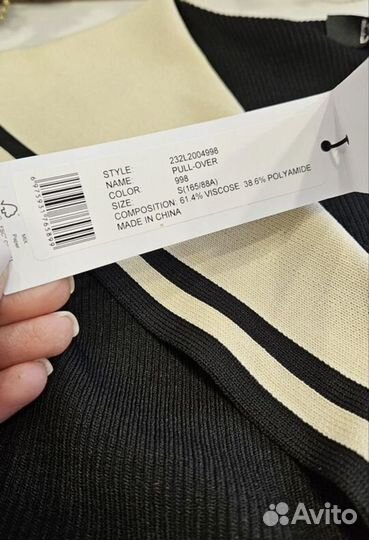 STYLE: 232L2004998
NAME PULL-OVER
COLOR: 998
SIZE: S(165/88A)
COMPOSITION: 61.4% VISCOSE 38.6% POLYAMIDE
MADE IN CHINA
Avito